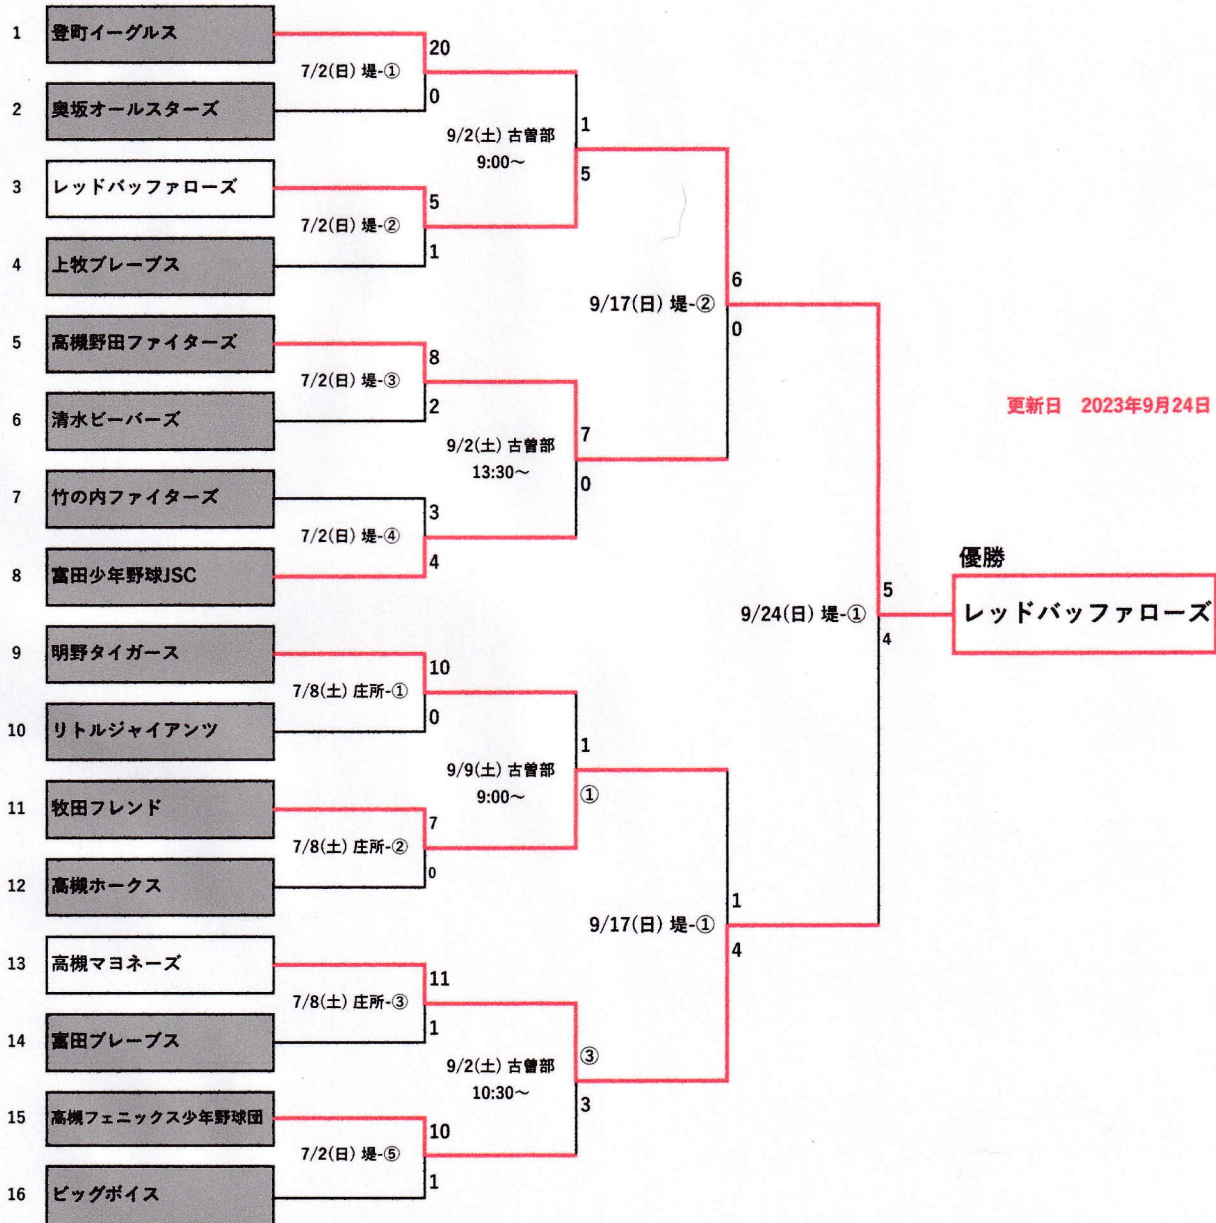 1 登町イーグルス
20
7/2(日) 堤-①
0
2 奥坂オールスターズ
1
9/2(土) 古曽部
9:00～
5
3 レッドバッファローズ
5
7/2(日) 堤-②
1
4 上牧ブレーブス
6
9/17(日) 堤-②
0
5 高槻野田ファイターズ
8
7/2(日) 堤-③
2
6 清水ビーバーズ
7
9/2(土) 古曽部
13:30～
0
7 竹の内ファイターズ
3
7/2(日) 堤-④
4
8 富田少年野球JSC
更新日 2023年9月24日
優勝
レッドバッファローズ
5
9/24(日) 堤-①
4
9 明野タイガース
10
7/8(土) 庄所-①
0
10 リトルジャイアンツ
1
9/9(土) 古曽部
9:00～
①
11 牧田フレンド
7
7/8(土) 庄所-②
0
12 高槻ホークス
1
9/17(日) 堤-①
4
13 高槻マヨネーズ
11
7/8(土) 庄所-③
1
14 富田ブレーブス
③
9/2(土) 古曽部
10:30～
3
15 高槻フェニックス少年野球団
10
7/2(日) 堤-⑤
1
16 ビッグボイス